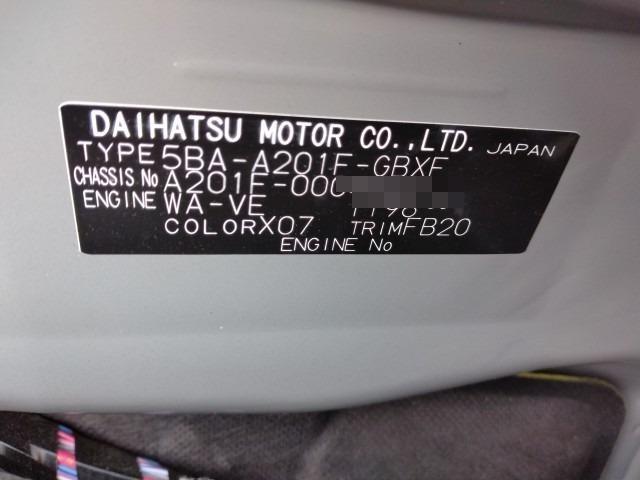 DAIHATSU MOTOR CO.,LTD. JAPAN
TYPE 5BA-A201F-GBXF
CHASSIS No A201F-000
ENGINE WA-VE
COLOR X07 TRIM FB20
ENGINE No